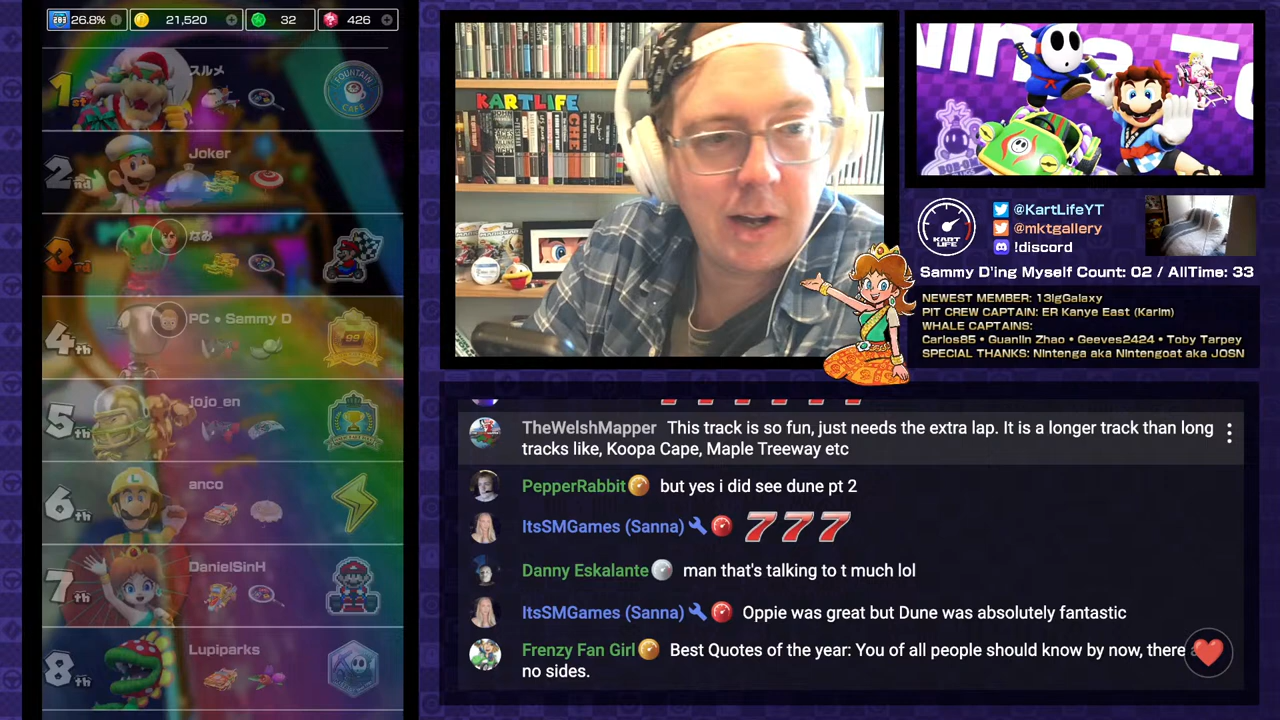 203 26.8% 21,520 32 426
1st スルメ FOUNTAIN CAFE
2nd Joker
3rd なみ
4th PC • Sammy D
5th jojo_en
6th anco
7th DanielSinH
8th Lupiparks
KARTLIFE
KART LIFE
@KartLifeYT
@mktgallery
!discord
Sammy D'ing Myself Count: 02 / AllTime: 33
NEWEST MEMBER: 13lgGalaxy
PIT CREW CAPTAIN: ER Kanye East (Karim)
WHALE CAPTAINS:
Carlos85 • Guanlin Zhao • Geeves2424 • Toby Tarpey
SPECIAL THANKS: Nintenga aka Nintengoat aka JOSN
TheWelshMapper This track is so fun, just needs the extra lap. It is a longer track than long
tracks like, Koopa Cape, Maple Treeway etc
PepperRabbit but yes i did see dune pt 2
ItsSMGames (Sanna) 777
Danny Eskalante man that's talking to t much lol
ItsSMGames (Sanna) Oppie was great but Dune was absolutely fantastic
Frenzy Fan Girl Best Quotes of the year: You of all people should know by now, there
no sides.